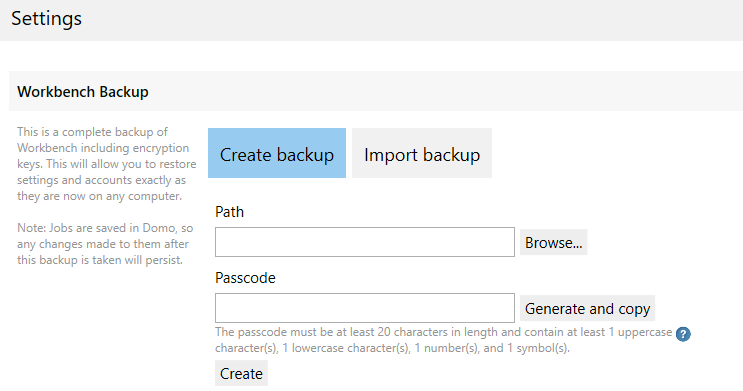 Settings
Workbench Backup
This is a complete backup of
Workbench including encryption
keys. This will allow you to restore
settings and accounts exactly as
they are now on any computer.
Note: Jobs are saved in Domo, so
any changes made to them after
this backup is taken will persist.
Create backup
Import backup
Path
Browse...
Passcode
Generate and copy
The passcode must be at least 20 characters in length and contain at least 1 uppercase ?
character(s), 1 lowercase character(s), 1 number(s), and 1 symbol(s).
Create